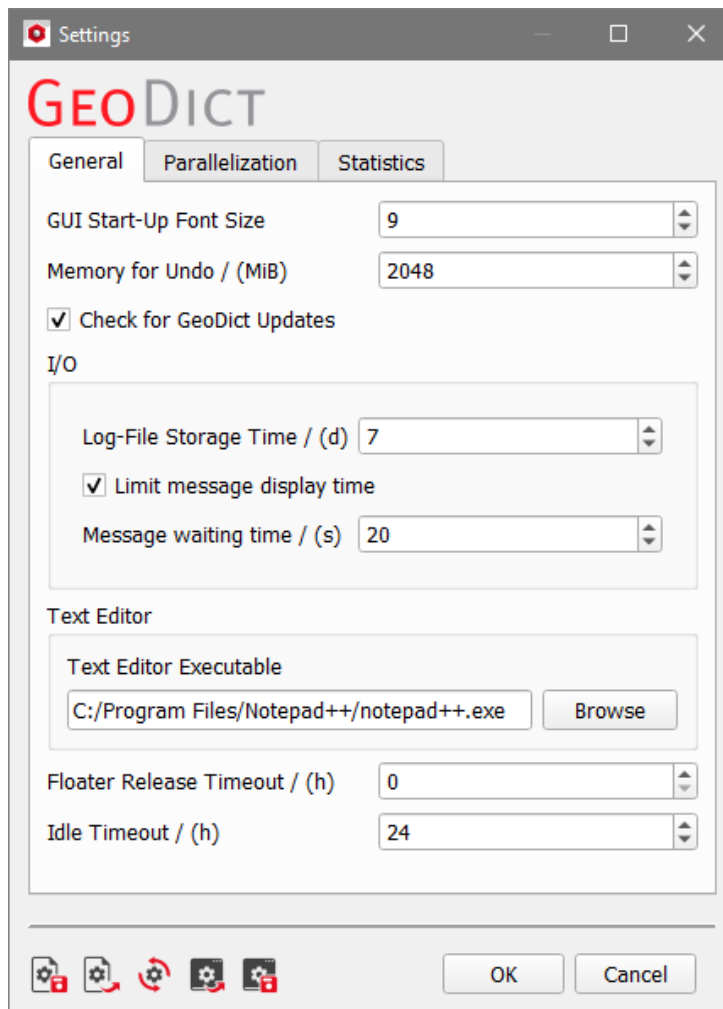 Settings
GEODICT
General Parallelization Statistics
GUI Start-Up Font Size 9
Memory for Undo / (MiB) 2048
Check for GeoDict Updates
I/O
Log-File Storage Time / (d) 7
Limit message display time
Message waiting time / (s) 20
Text Editor
Text Editor Executable
C:/Program Files/Notepad++/notepad++.exe Browse
Floater Release Timeout / (h) 0
Idle Timeout / (h) 24
OK Cancel